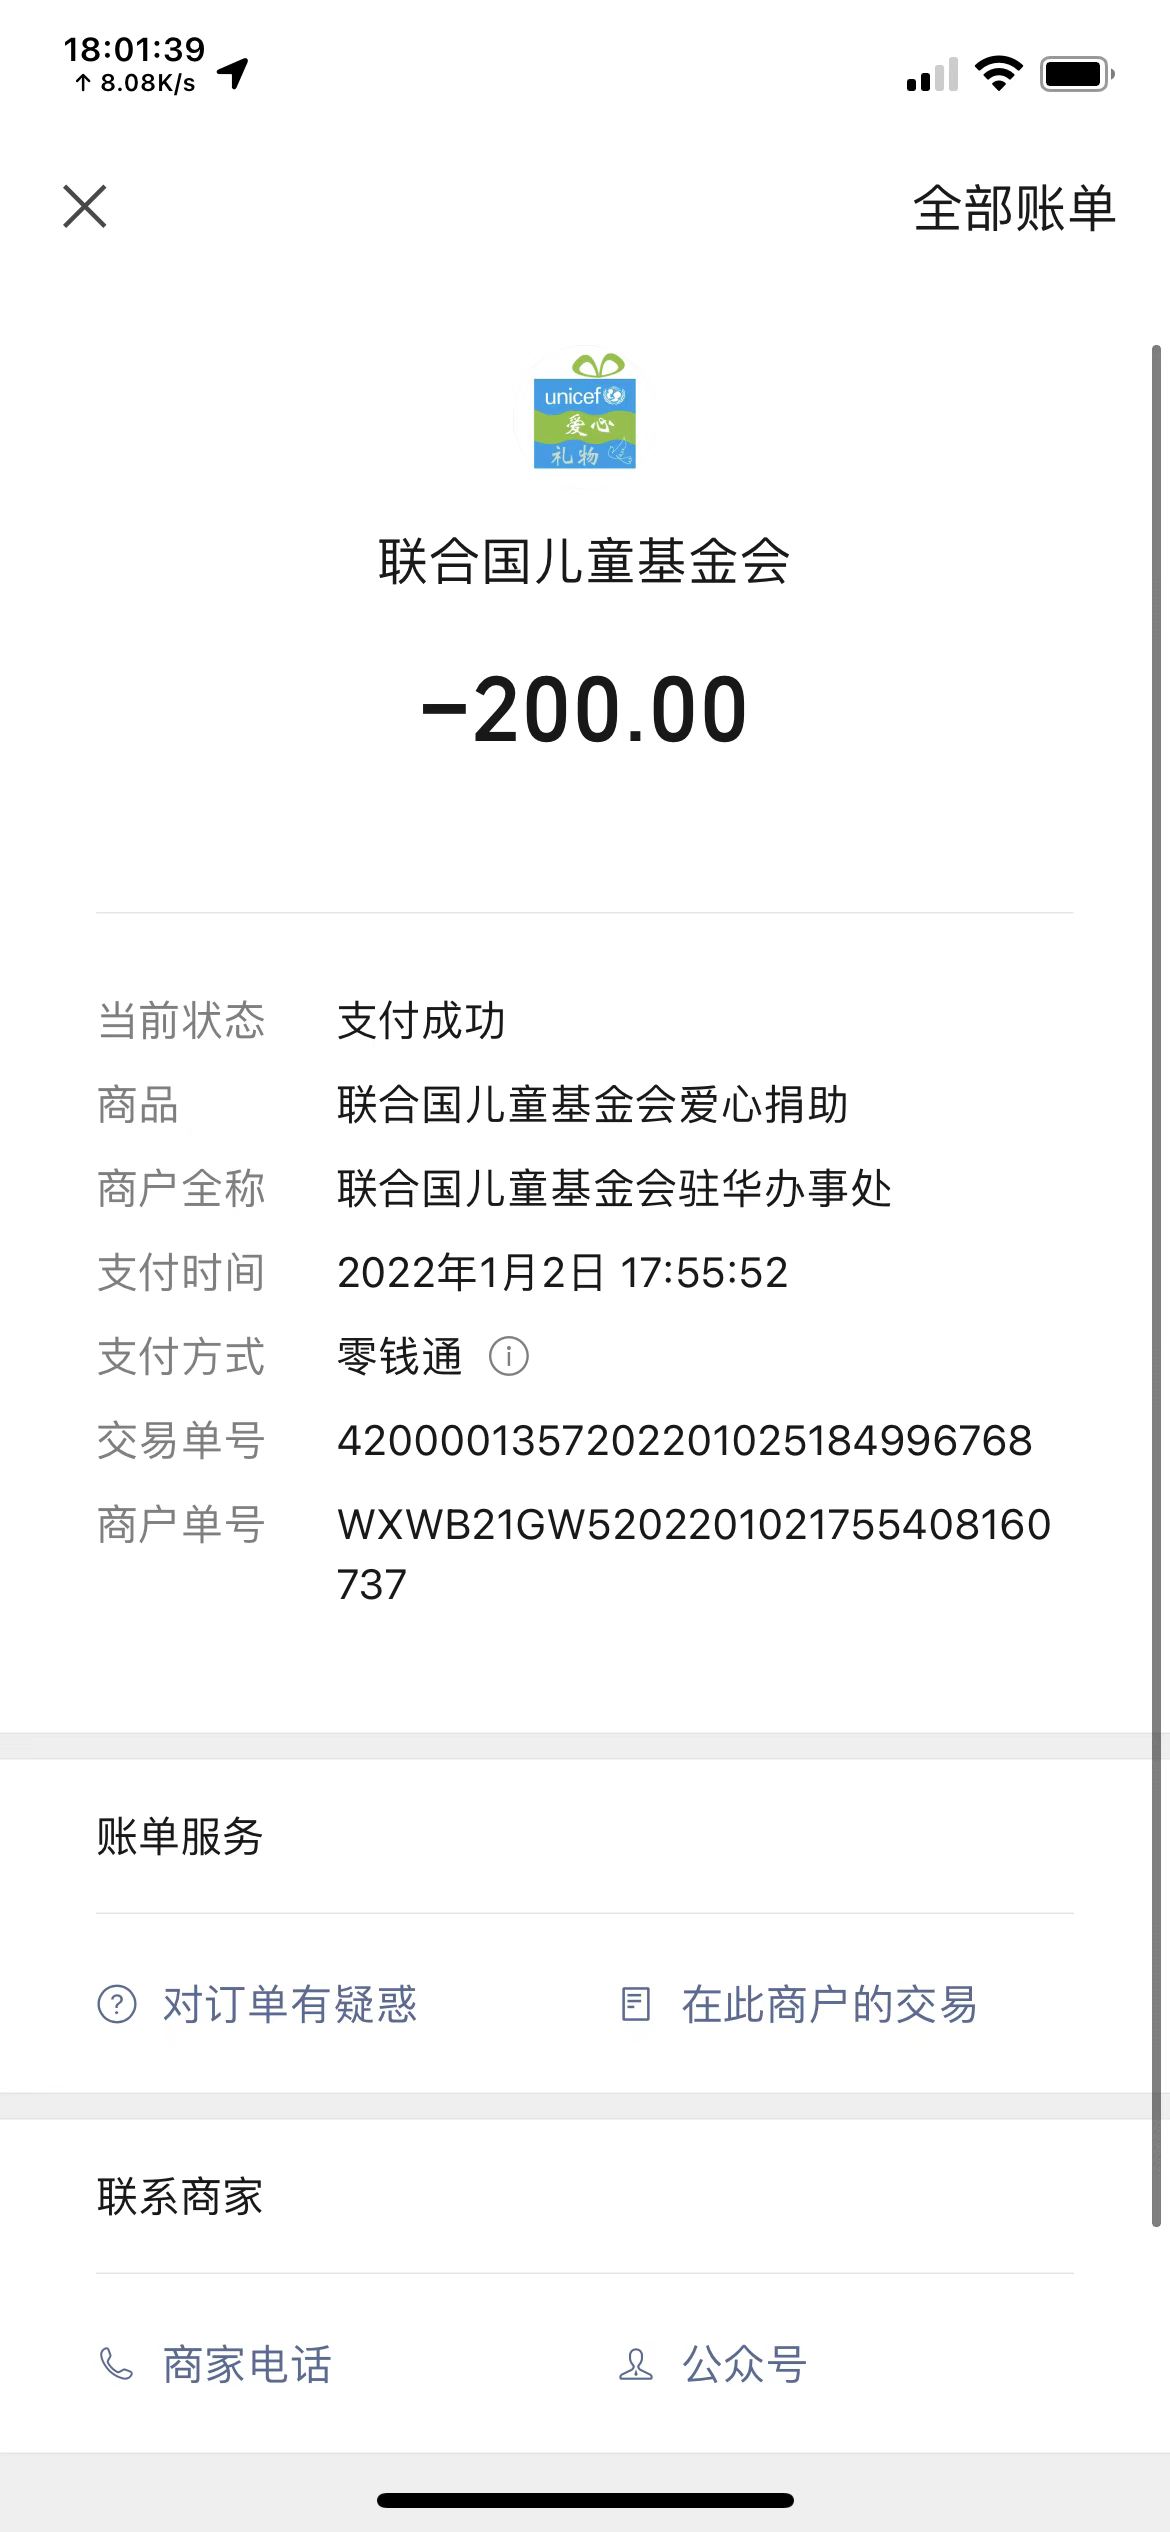 18:01:39
↑ 8.08K/s
全部账单
unicef
爱心
礼物
联合国儿童基金会
-200.00
当前状态 支付成功
商品 联合国儿童基金会爱心捐助
商户全称 联合国儿童基金会驻华办事处
支付时间 2022年1月2日 17:55:52
支付方式 零钱通
交易单号 4200001357202201025184996768
商户单号 WXWB21GW5202201021755408160
737
账单服务
对订单有疑惑 在此商户的交易
联系商家
商家电话 公众号